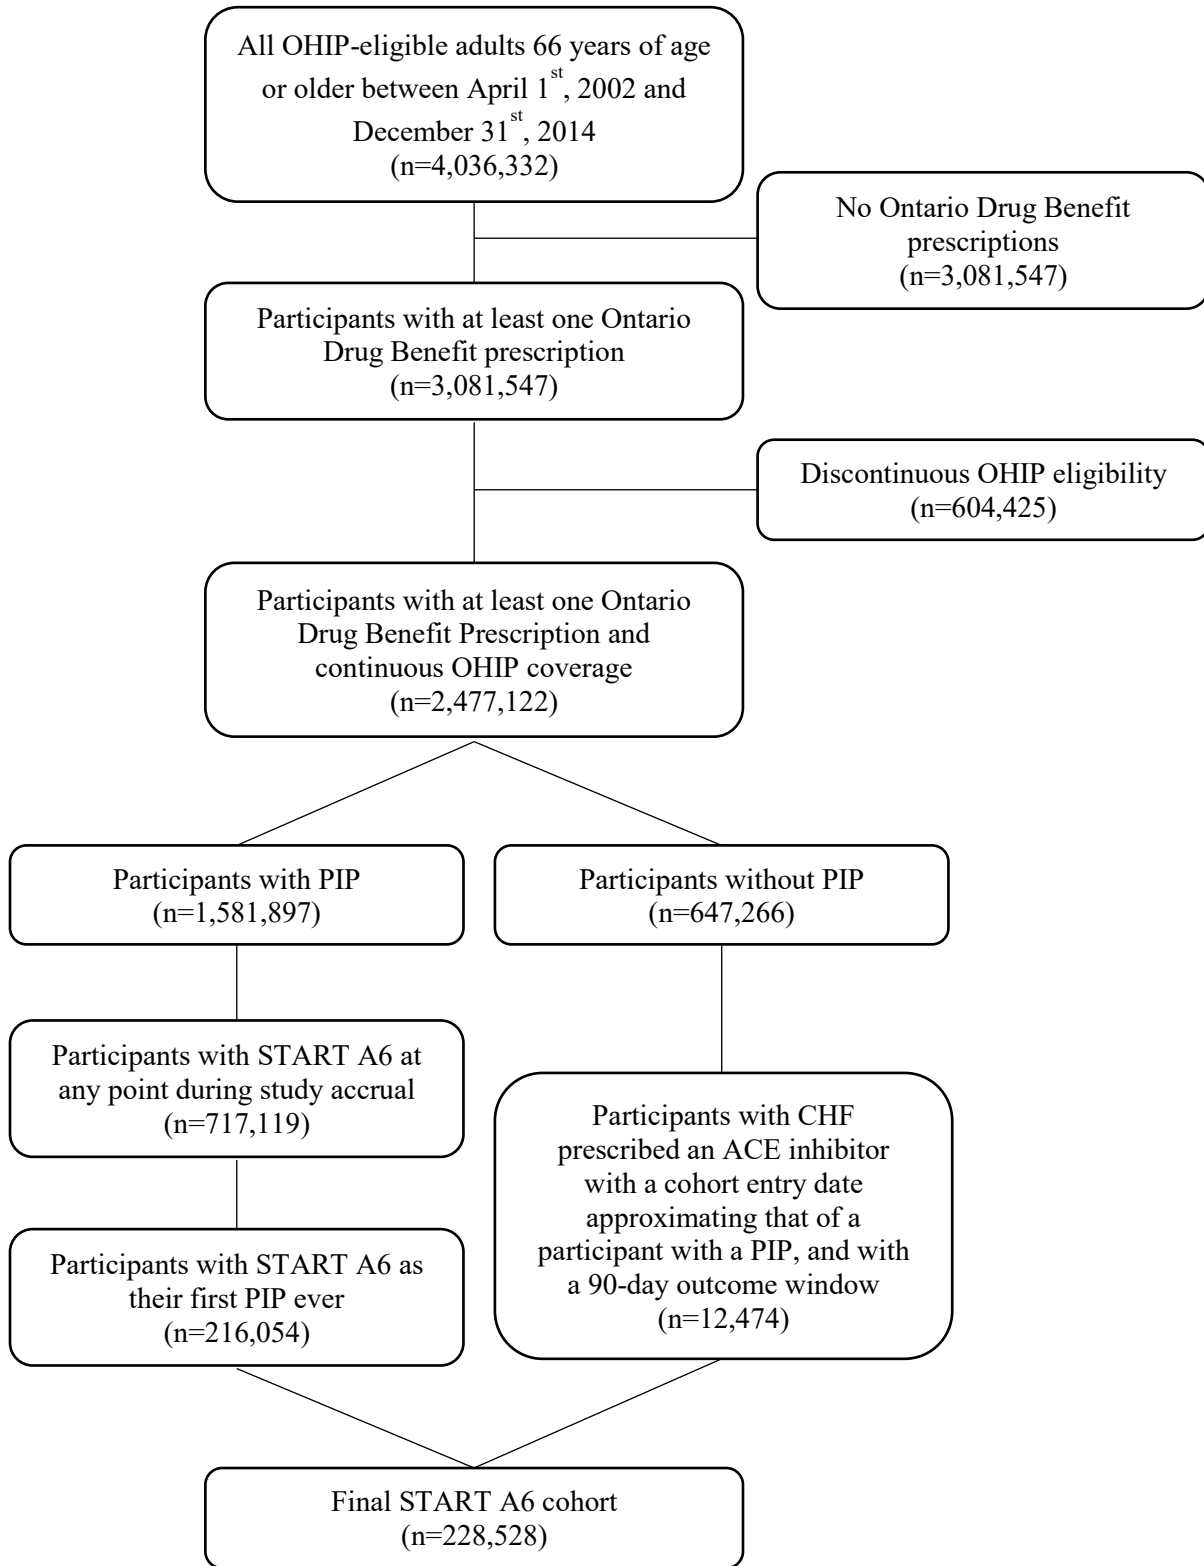 All OHIP-eligible adults 66 years of age
or older between April 1st, 2002 and
December 31st, 2014
(n=4,036,332)
No Ontario Drug Benefit
prescriptions
(n=3,081,547)
Participants with at least one Ontario
Drug Benefit prescription
(n=3,081,547)
Discontinuous OHIP eligibility
(n=604,425)
Participants with at least one Ontario
Drug Benefit Prescription and
continuous OHIP coverage
(n=2,477,122)
Participants with PIP
(n=1,581,897)
Participants without PIP
(n=647,266)
Participants with START A6 at
any point during study accrual
(n=717,119)
Participants with CHF
prescribed an ACE inhibitor
with a cohort entry date
approximating that of a
participant with a PIP, and with
a 90-day outcome window
(n=12,474)
Participants with START A6 as
their first PIP ever
(n=216,054)
Final START A6 cohort
(n=228,528)